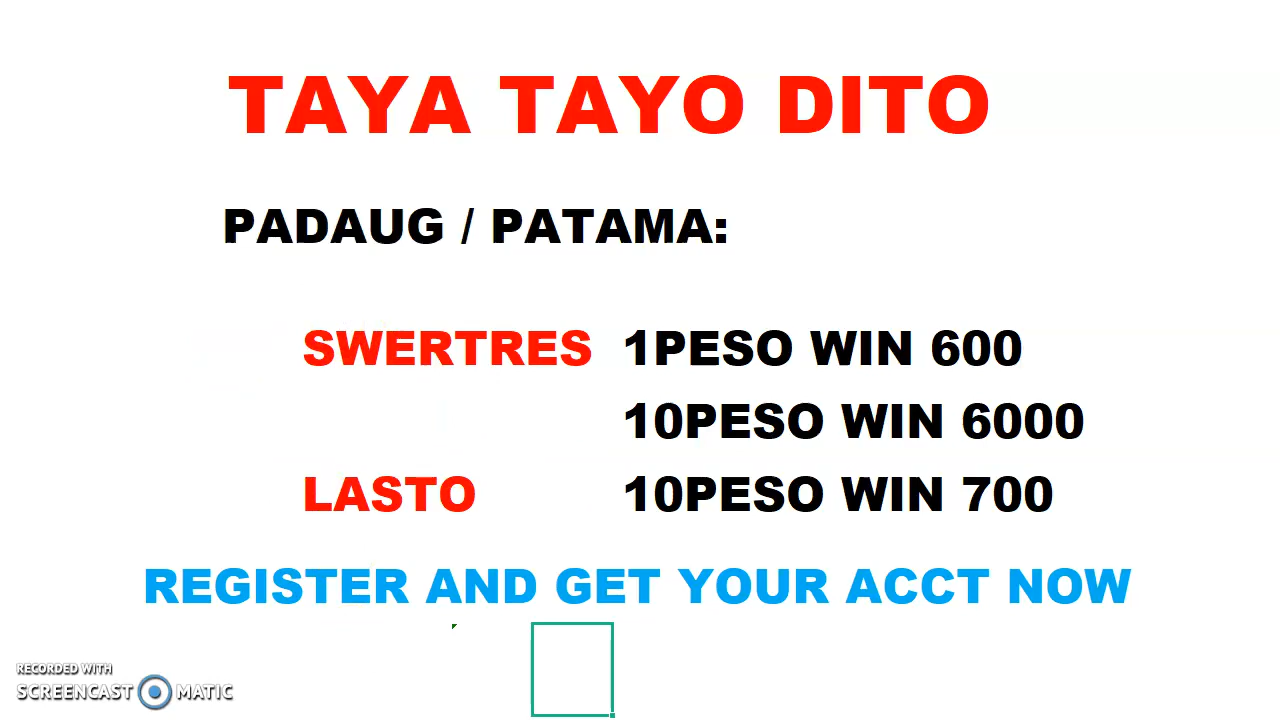 TAYA TAYO DITO
PADAUG / PATAMA:
SWERTRES 1PESO WIN 600
10PESO WIN 6000
LASTO 10PESO WIN 700
REGISTER AND GET YOUR ACCT NOW
RECORDED WITH
SCREENCAST MATIC